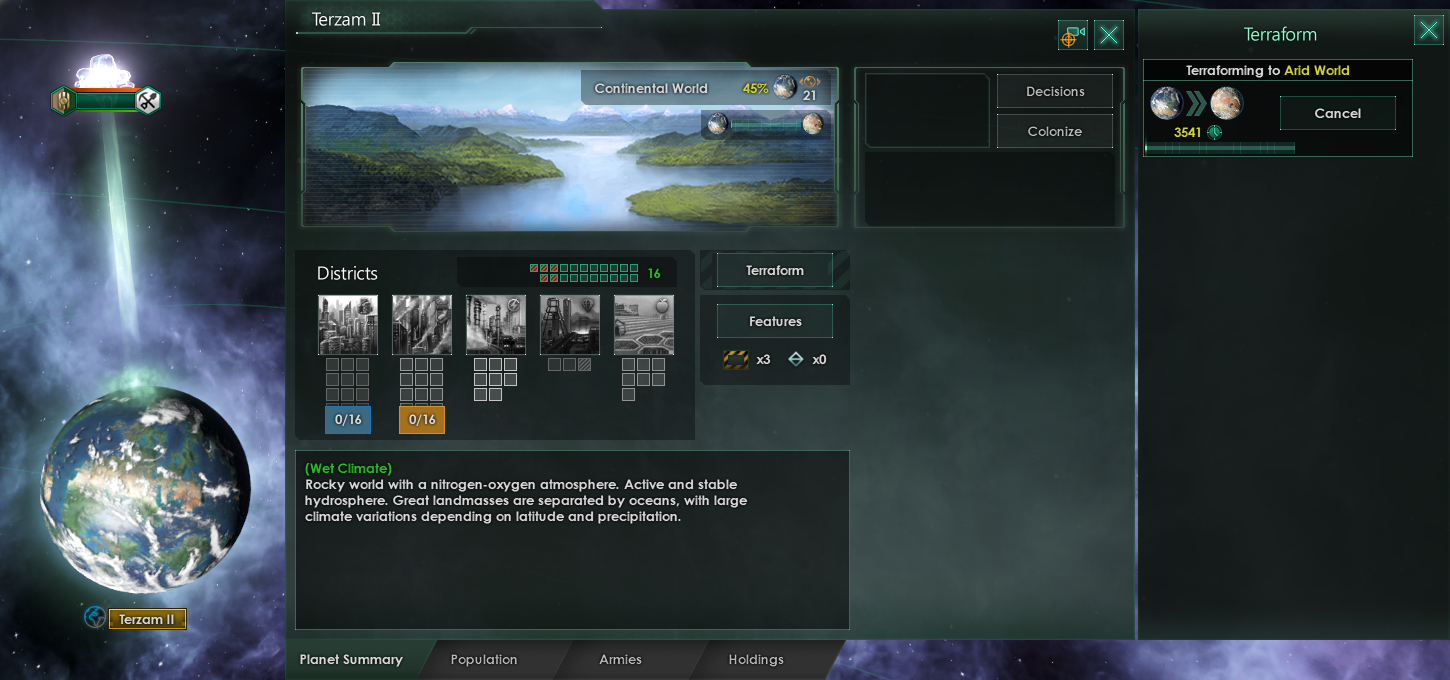 Terzam II
Terraform
Terraforming to Arid World
Continental World
45%
21
Decisions
Colonize
Cancel
3541
Districts
16
Terraform
Features
x3
x0
0/16
0/16
(Wet Climate)
Rocky world with a nitrogen-oxygen atmosphere. Active and stable
hydrosphere. Great landmasses are separated by oceans, with large
climate variations depending on latitude and precipitation.
Terzam II
Planet Summary
Population
Armies
Holdings